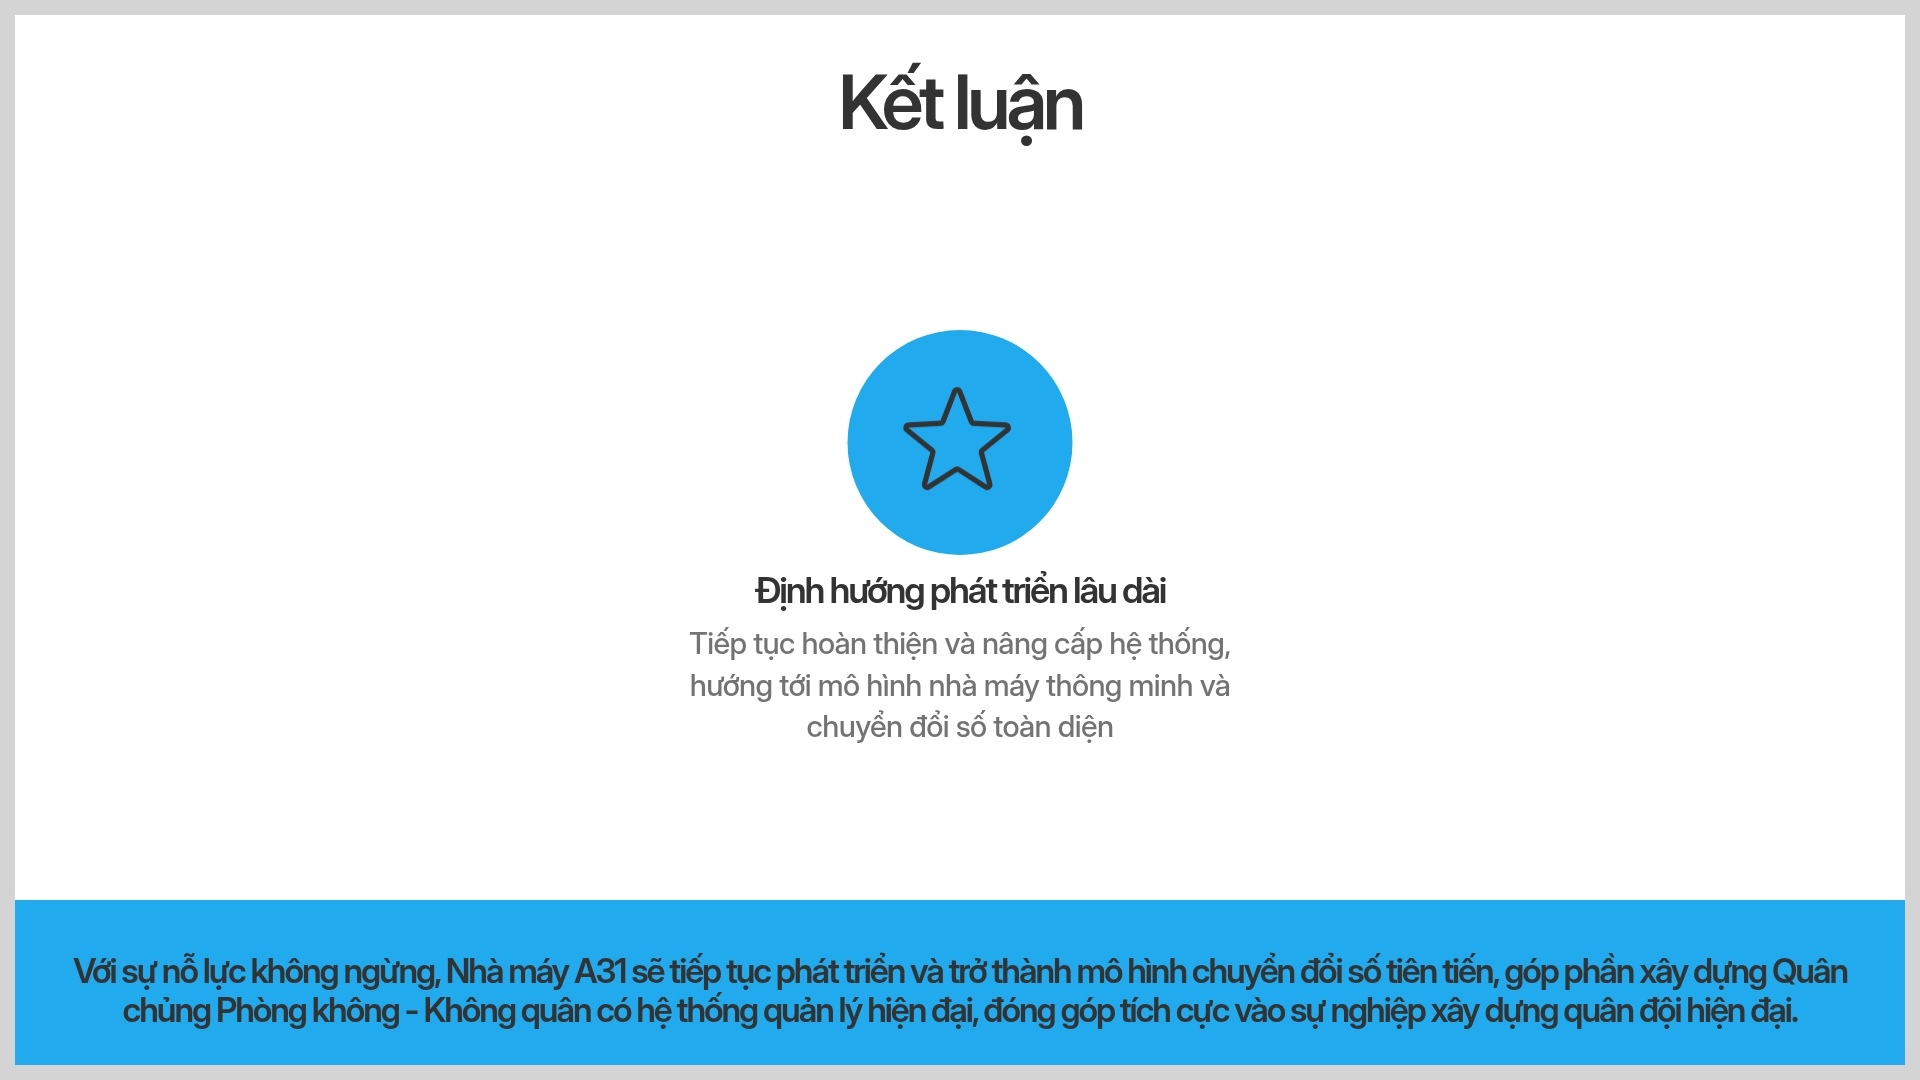 Kết luận
Định hướng phát triển lâu dài
Tiếp tục hoàn thiện và nâng cấp hệ thống,
hướng tới mô hình nhà máy thông minh và
chuyển đổi số toàn diện
Với sự nỗ lực không ngừng, Nhà máy A31 sẽ tiếp tục phát triển và trở thành mô hình chuyển đổi số tiên tiến, góp phần xây dựng Quân
chủng Phòng không - Không quân có hệ thống quản lý hiện đại, đóng góp tích cực vào sự nghiệp xây dựng quân đội hiện đại.